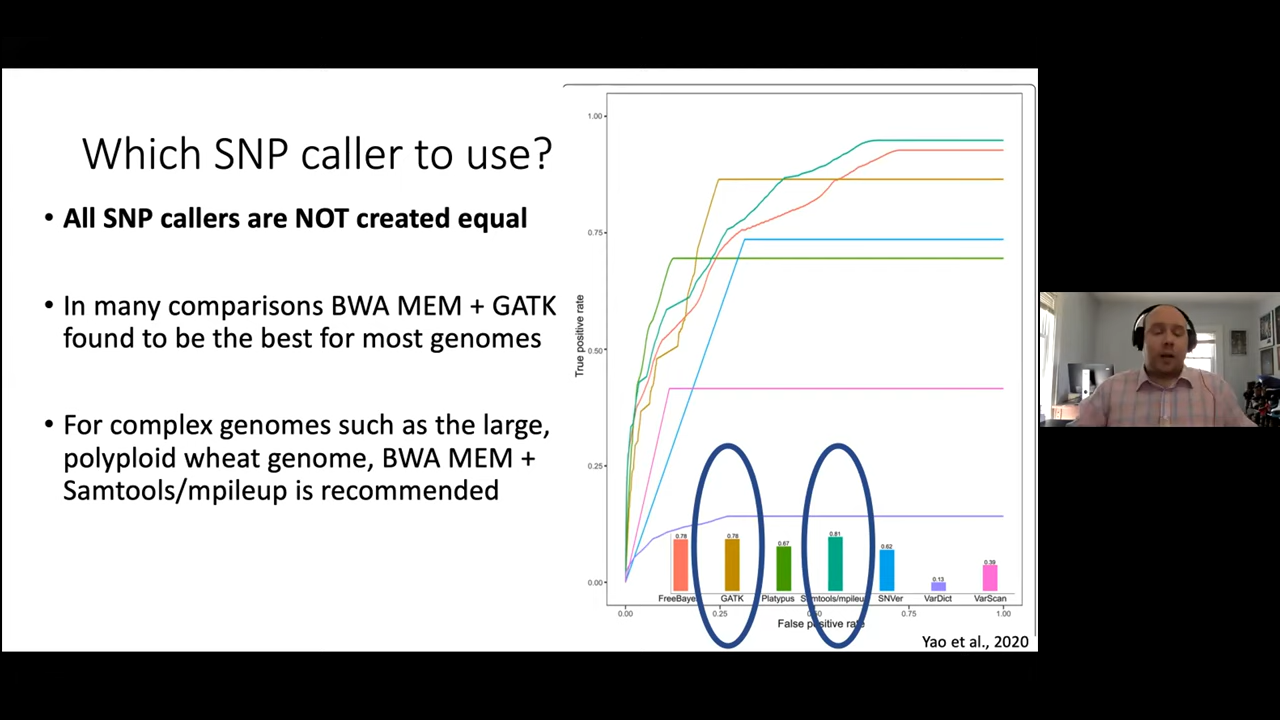 Which SNP caller to use?
• All SNP callers are NOT created equal
• In many comparisons BWA MEM + GATK
found to be the best for most genomes
• For complex genomes such as the large,
polyploid wheat genome, BWA MEM +
Samtools/mpileup is recommended
True positive rate
1.00
0.75
0.50
0.25
0.00
0.78 0.78 0.67 0.81 0.62 0.13 0.39
FreeBayes GATK Platypus Samtools/mpileup SNVer VarDict VarScan
0.00 0.25 0.50 0.75 1.00
False positive rate
Yao et al., 2020